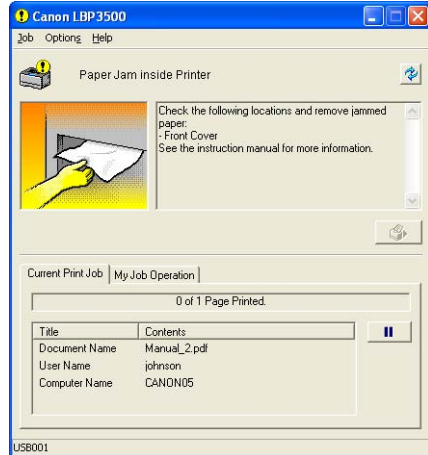 Canon LBP3500
Job Options Help
Paper Jam inside Printer
Check the following locations and remove jammed
paper:
- Front Cover
See the instruction manual for more information.
Current Print Job My Job Operation
0 of 1 Page Printed.
Title Contents
Document Name Manual_2.pdf
User Name johnson
Computer Name CANON05
USB001